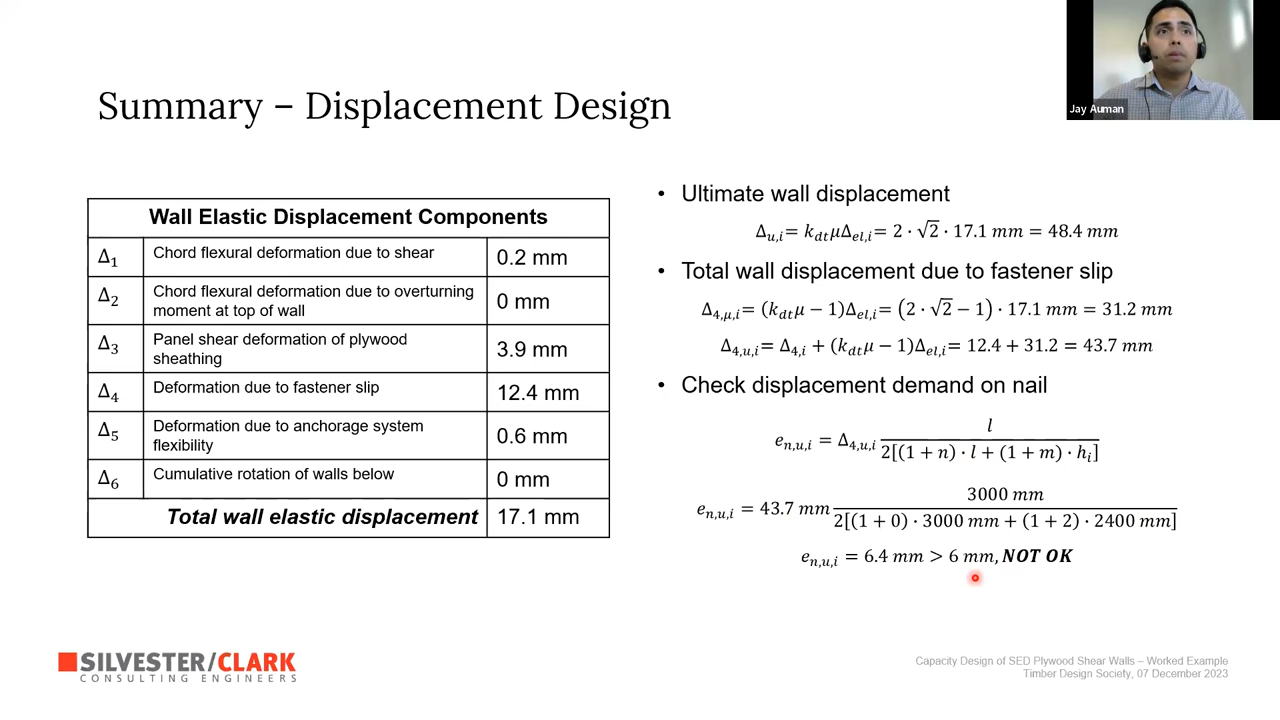 Jay Auman
Summary – Displacement Design
Wall Elastic Displacement Components
Δ₁ Chord flexural deformation due to shear 0.2 mm
Δ₂ Chord flexural deformation due to overturning
moment at top of wall 0 mm
Δ₃ Panel shear deformation of plywood
sheathing 3.9 mm
Δ₄ Deformation due to fastener slip 12.4 mm
Δ₅ Deformation due to anchorage system
flexibility 0.6 mm
Δ₆ Cumulative rotation of walls below 0 mm
Total wall elastic displacement 17.1 mm
• Ultimate wall displacement
Δu,i= kdtμΔel,i= 2 · √2 · 17.1 mm = 48.4 mm
• Total wall displacement due to fastener slip
Δ4,μ,i= (kdtμ − 1)Δel,i= (2 · √2 − 1) · 17.1 mm = 31.2 mm
Δ4,u,i= Δ4,i + (kdtμ − 1)Δel,i= 12.4 + 31.2 = 43.7 mm
• Check displacement demand on nail
en,u,i = Δ4,u,i l / 2[(1 + n) · l + (1 + m) · hi]
en,u,i = 43.7 mm 3000 mm / 2[(1 + 0) · 3000 mm + (1 + 2) · 2400 mm]
en,u,i = 6.4 mm > 6 mm, NOT OK
SILVESTER/CLARK
CONSULTING ENGINEERS
Capacity Design of SED Plywood Shear Walls – Worked Example
Timber Design Society, 07 December 2023